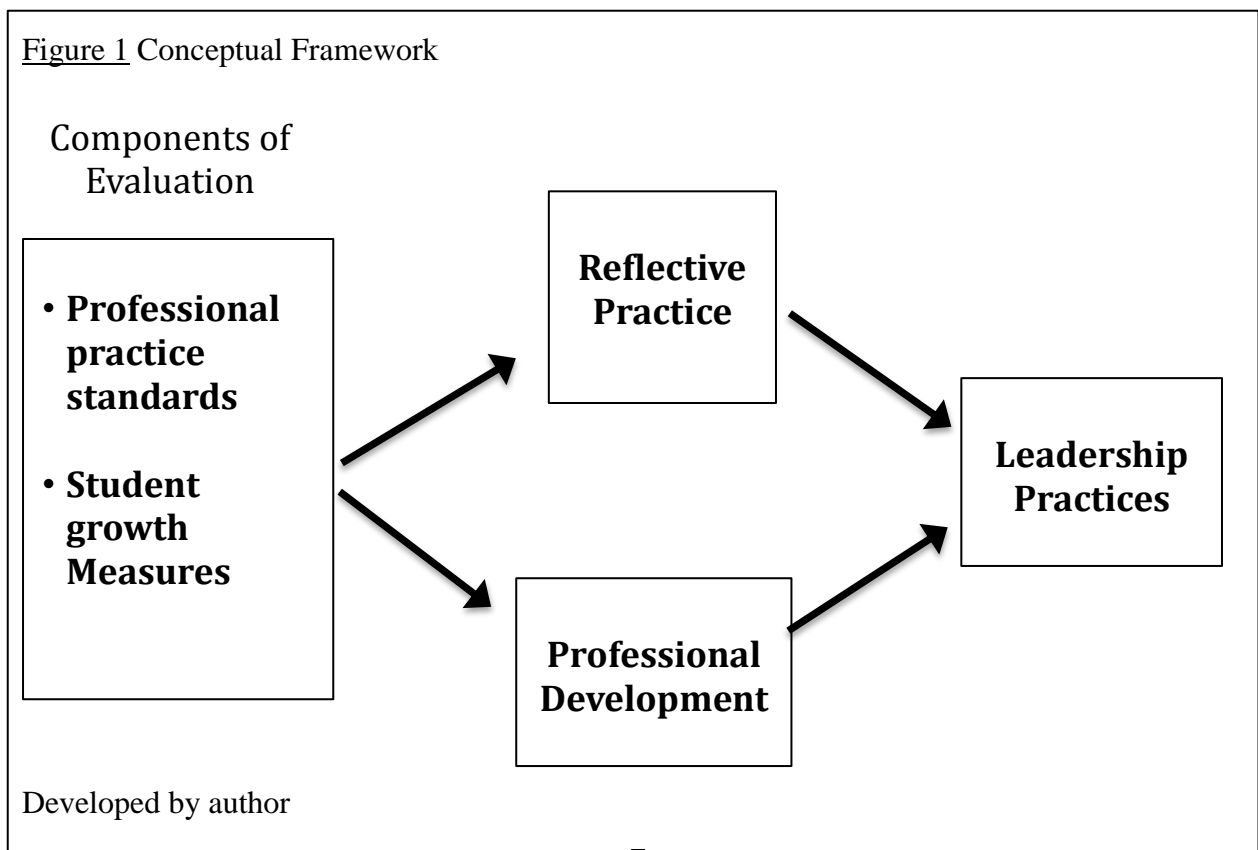 Figure 1 Conceptual Framework
Components of
Evaluation
• Professional
practice
standards
• Student
growth
Measures
Reflective
Practice
Professional
Development
Leadership
Practices
Developed by author